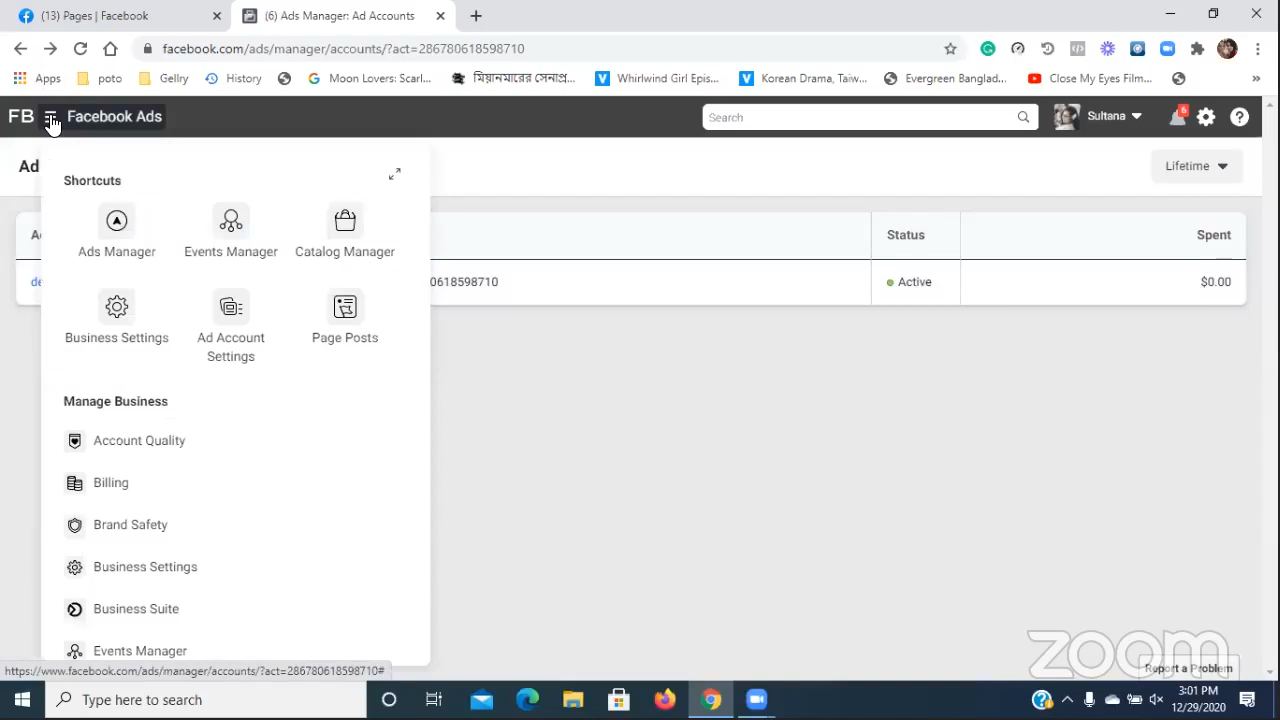 (13) Pages | Facebook
(6) Ads Manager: Ad Accounts
facebook.com/ads/manager/accounts/?act=286780618598710
Apps
poto
Gellry
History
Moon Lovers: Scarl...
মিয়ানমারের সেনাপ্র...
Whirlwind Girl Epis...
Korean Drama, Taiw...
Evergreen Banglad...
Close My Eyes Film...
FB
Facebook Ads
Search
Sultana
6
Ad
Lifetime
Shortcuts
Ads Manager
Events Manager
Catalog Manager
Status
Spent
0618598710
Active
$0.00
Business Settings
Ad Account
Settings
Page Posts
Manage Business
Account Quality
Billing
Brand Safety
Business Settings
Business Suite
Events Manager
zoom
Report a Problem
https://www.facebook.com/ads/manager/accounts/?act=286780618598710#
Type here to search
3:01 PM
12/29/2020